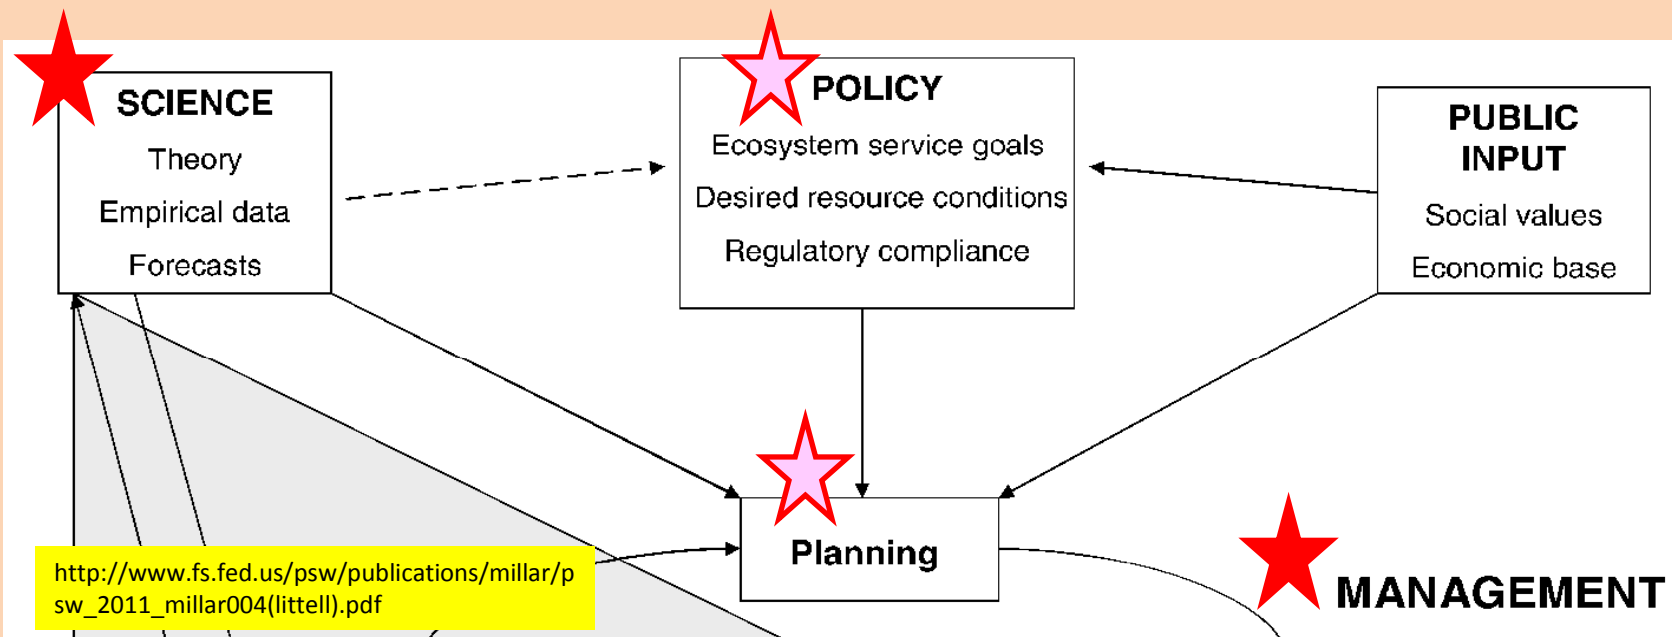 SCIENCE
Theory
Empirical data
Forecasts
POLICY
Ecosystem service goals
Desired resource conditions
Regulatory compliance
PUBLIC
INPUT
Social values
Economic base
Planning
http://www.fs.fed.us/psw/publications/millar/p
sw_2011_millar004(littell).pdf
MANAGEMENT